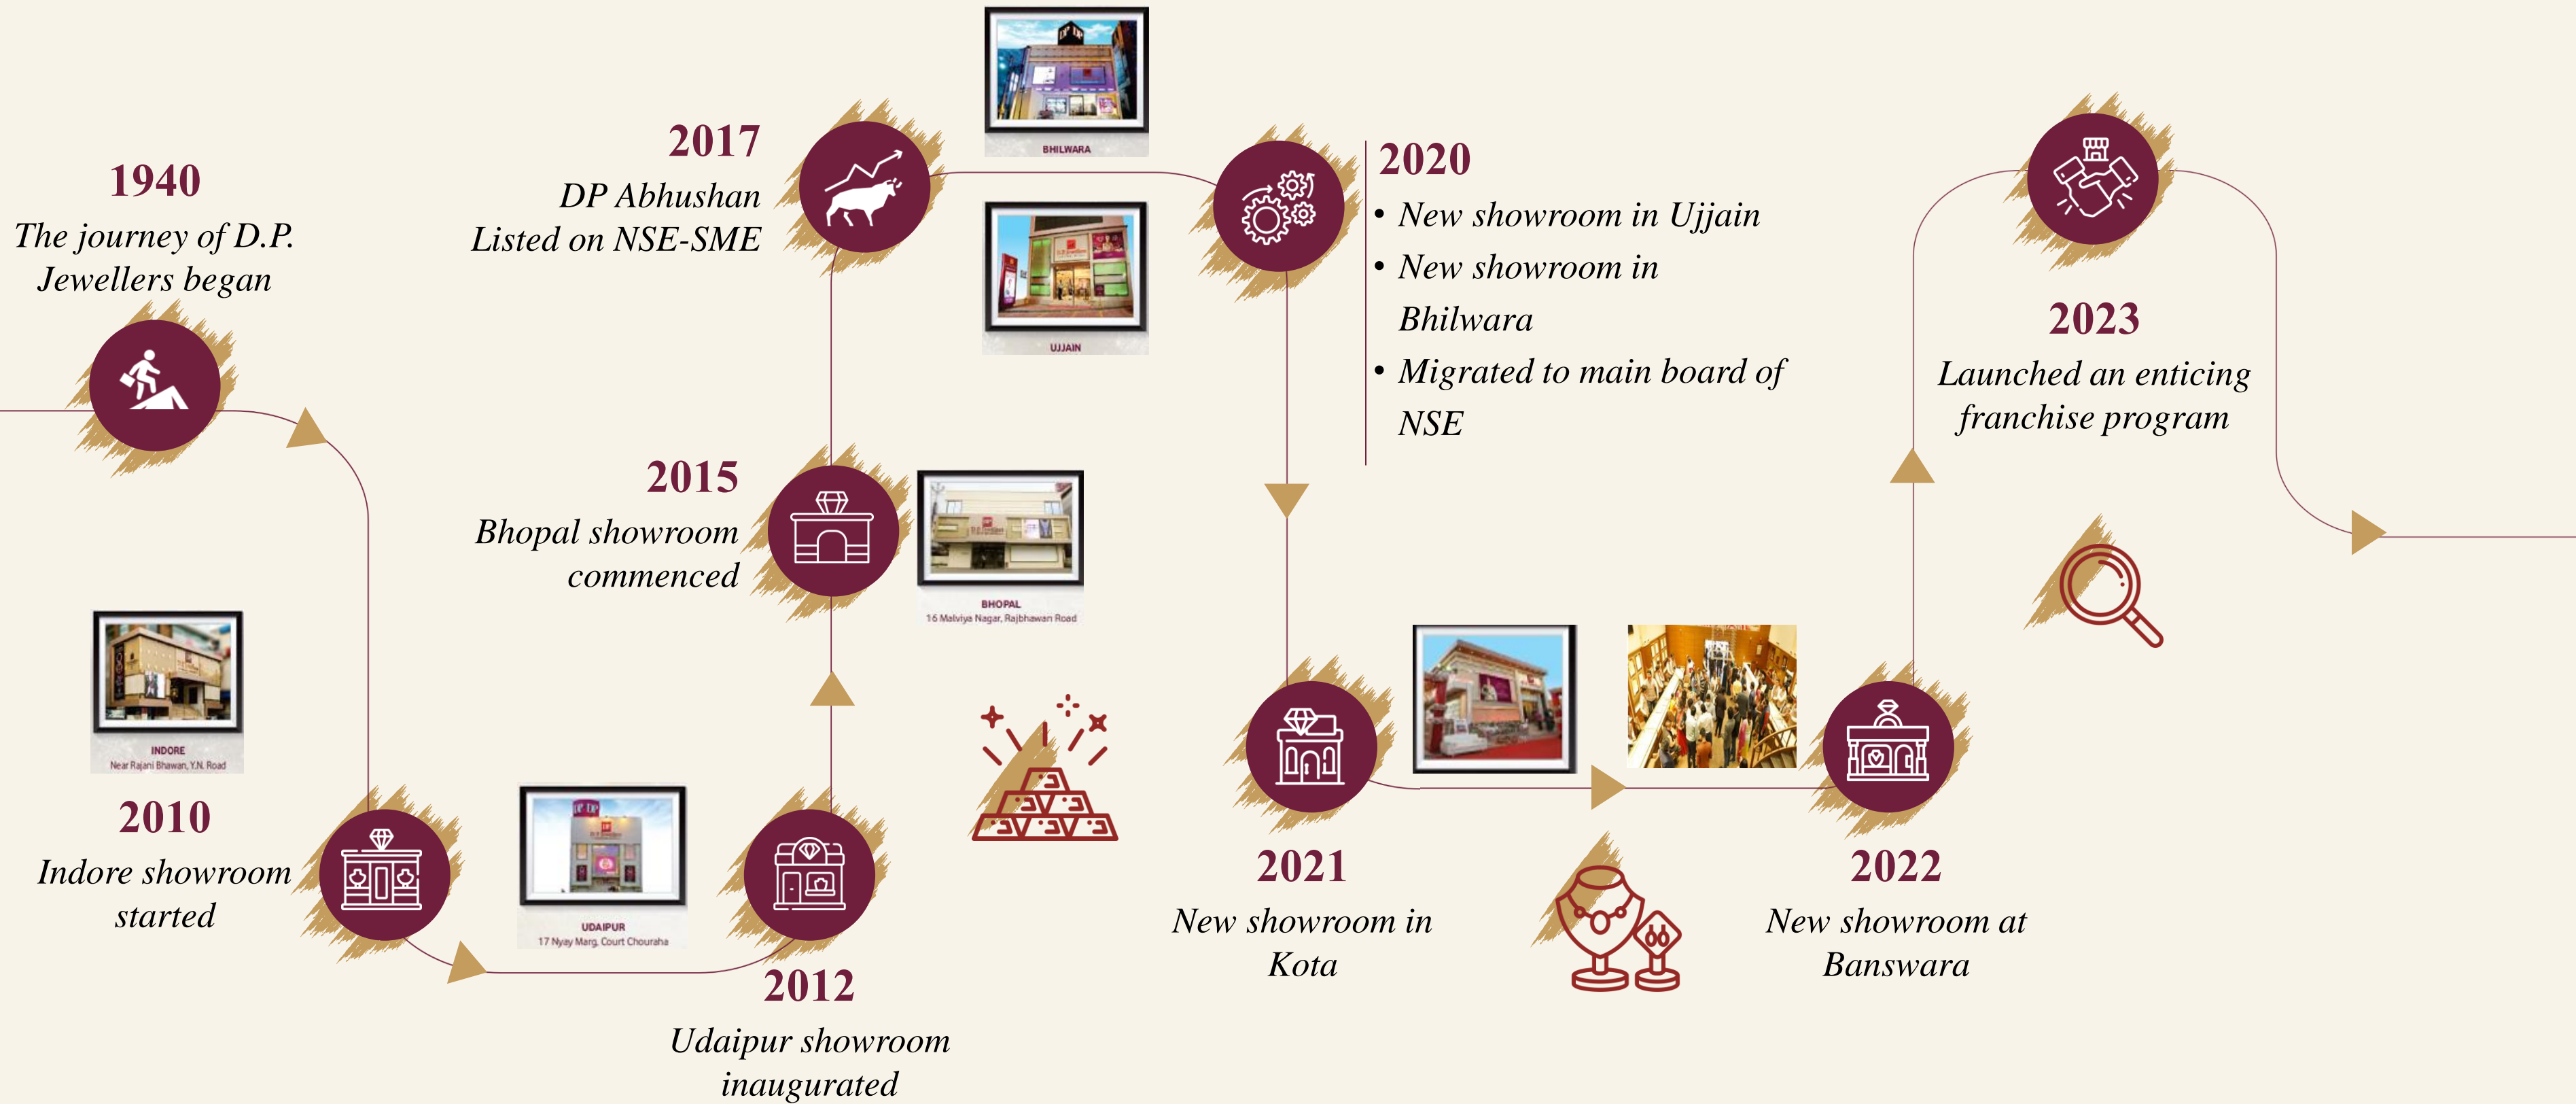 1940
The journey of D.P.
Jewellers began
INDORE
Near Rajani Bhawan, Y.N. Road
2010
Indore showroom
started
UDAIPUR
17 Nyay Marg, Court Chouraha
2012
Udaipur showroom
inaugurated
2015
Bhopal showroom
commenced
BHOPAL
16 Malviya Nagar, Rajbhawan Road
2017
DP Abhushan
Listed on NSE-SME
BHILWARA
UJJAIN
2020
• New showroom in Ujjain
• New showroom in
Bhilwara
• Migrated to main board of
NSE
2021
New showroom in
Kota
2022
New showroom at
Banswara
2023
Launched an enticing
franchise program